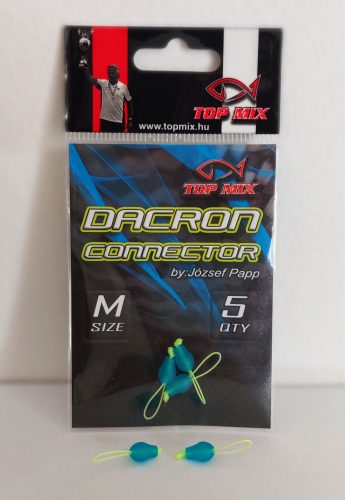 TOP MIX
www.topmix.hu
TOP MIX
DACRON
CONNECTOR
by:József Papp
M
SIZE
5
QTY